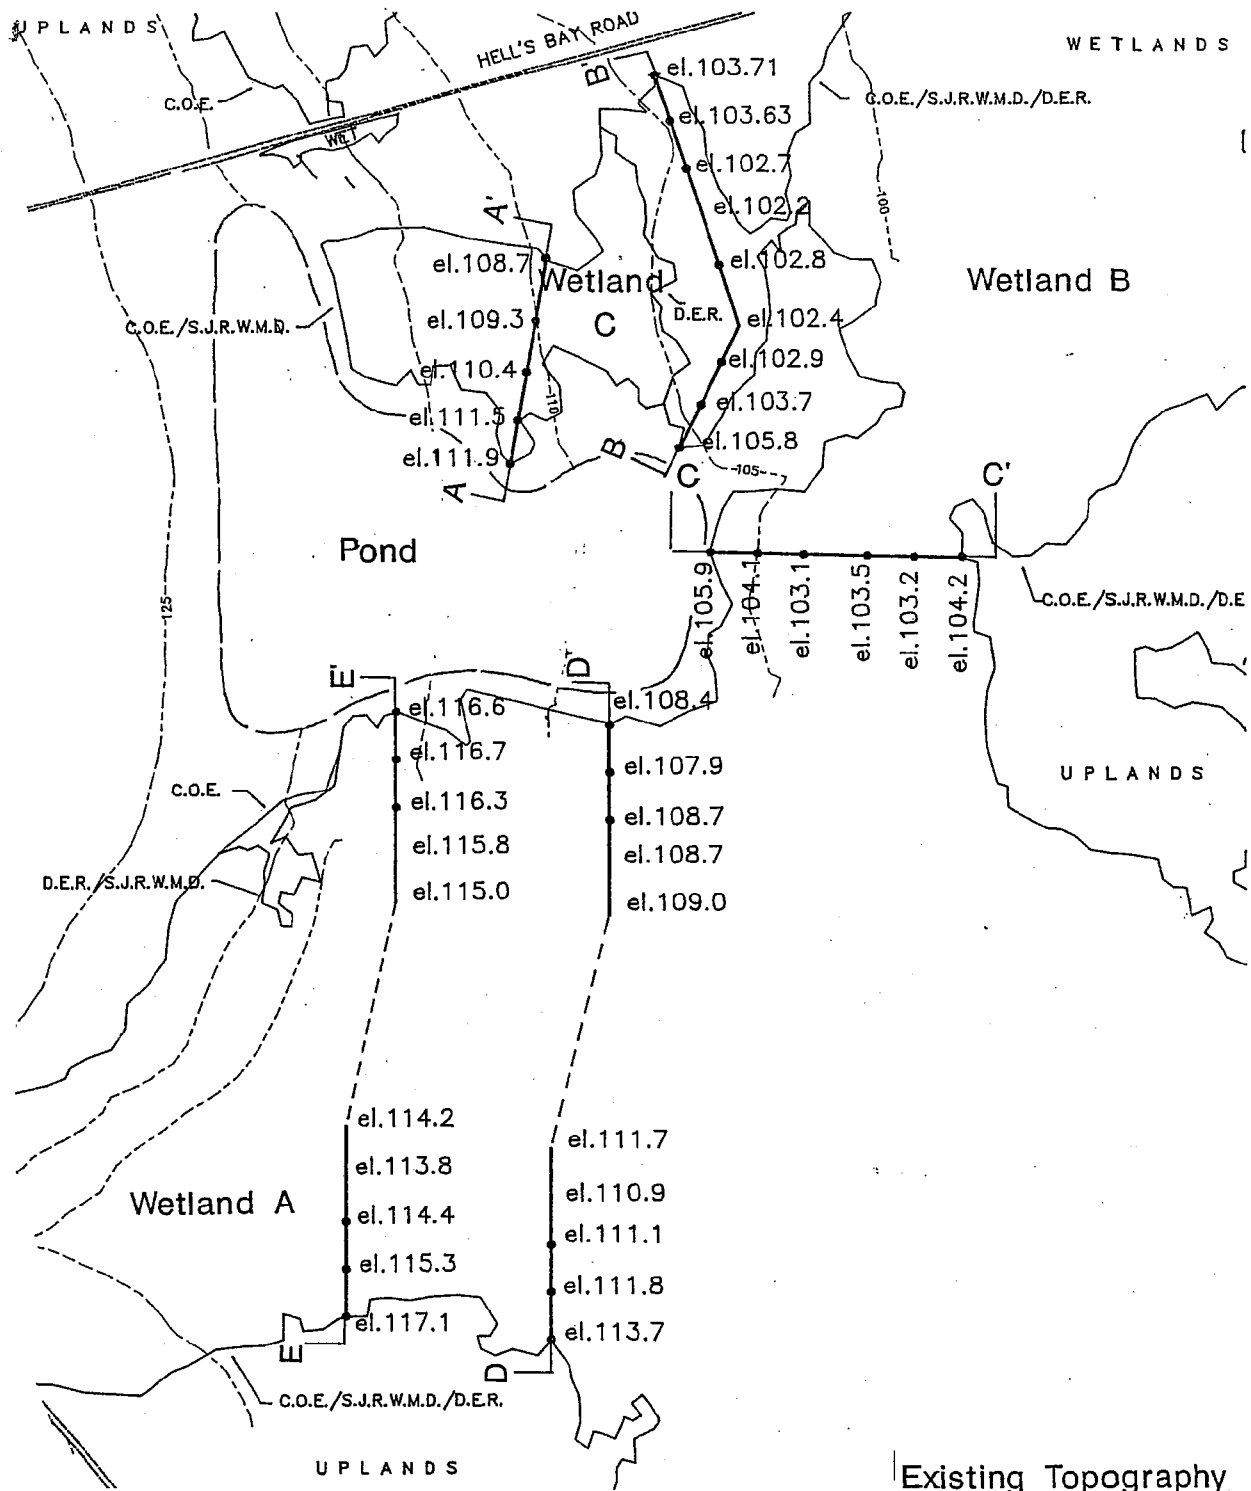 UPLANDS
HELL'S BAY ROAD
WETLANDS
C.O.E.
WET
B'
el.103.71
C.O.E./S.J.R.W.M.D./D.E.R.
el.103.63
el.102.7
-100
A'
el.102.2
el.108.7
el.102.8
Wetland
C
Wetland B
D.E.R.
C.O.E./S.J.R.W.M.D.
el.109.3
el.102.4
el.110.4
el.102.9
-110
el.103.7
el.111.5
el.105.8
el.111.9
B
-105-
A
C
C'
Pond
el.105.9
el.104.1
el.103.1
el.103.5
el.103.2
el.104.2
C.O.E./S.J.R.W.M.D./D.E
-125
E'
D'
el.116.6
el.108.4
el.116.7
el.107.9
UPLANDS
C.O.E.
el.116.3
el.108.7
el.115.8
el.108.7
D.E.R./S.J.R.W.M.D.
el.115.0
el.109.0
el.114.2
el.111.7
el.113.8
el.110.9
Wetland A
el.114.4
el.111.1
el.115.3
el.111.8
el.117.1
el.113.7
E
D
C.O.E./S.J.R.W.M.D./D.E.R.
UPLANDS
Existing Topography